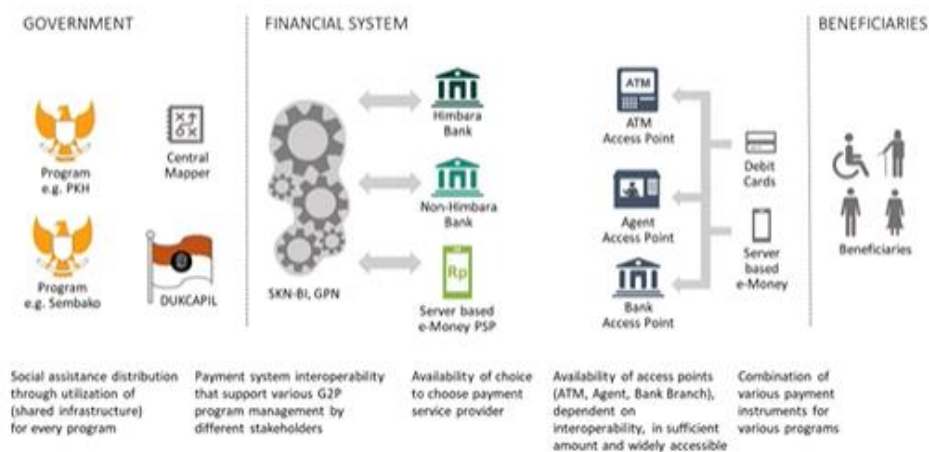 GOVERNMENT
FINANCIAL SYSTEM
BENEFICIARIES
Program
e.g. PKH
Central
Mapper
Program
e.g. Sembako
DUKCAPIL
SKN-BI, GPN
Himbara
Bank
Non-Himbara
Bank
Rp
Server based
e-Money PSP
ATM
ATM
Access Point
Agent
Access Point
Bank
Access Point
Debit
Cards
Server
based
e-Money
Beneficiaries
Social assistance distribution
through utilization of
(shared infrastructure)
for every program
Payment system interoperability
that support various G2P
program management by
different stakeholders
Availability of choice
to choose payment
service provider
Availability of access points
(ATM, Agent, Bank Branch),
dependent on
interoperability, in sufficient
amount and widely accessible
Combination of
various payment
instruments for
various programs